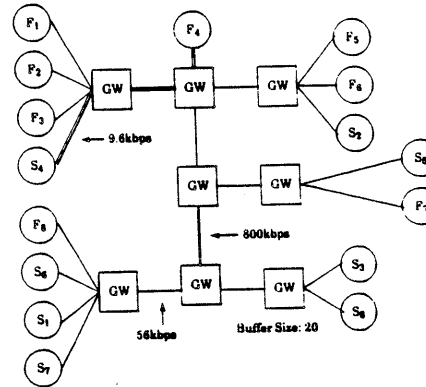 F₁
F₂
F₃
S₄
F₄
F₅
F₆
S₂
GW
GW
GW
9.6kbps
GW
GW
S₅
F₇
800kbps
F₈
S₆
S₁
S₇
GW
GW
GW
S₃
S₈
56kbps
Buffer Size: 20